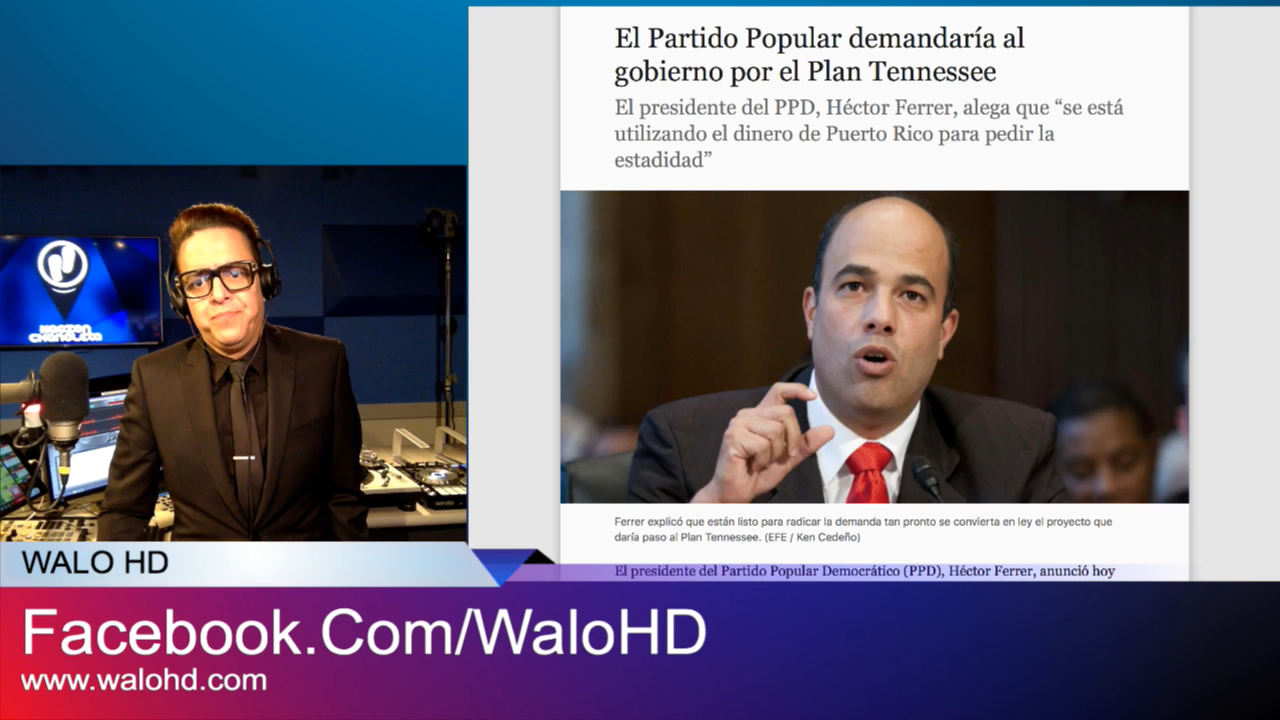 El Partido Popular demandaría al
gobierno por el Plan Tennessee
El presidente del PPD, Héctor Ferrer, alega que “se está
utilizando el dinero de Puerto Rico para pedir la
estadidad”
Ferrer explicó que están listo para radicar la demanda tan pronto se convierta en ley el proyecto que
daría paso al Plan Tennessee. (EFE / Ken Cedeño)
El presidente del Partido Popular Democrático (PPD), Héctor Ferrer, anunció hoy
WALO HD
Facebook.Com/WaloHD
www.walohd.com